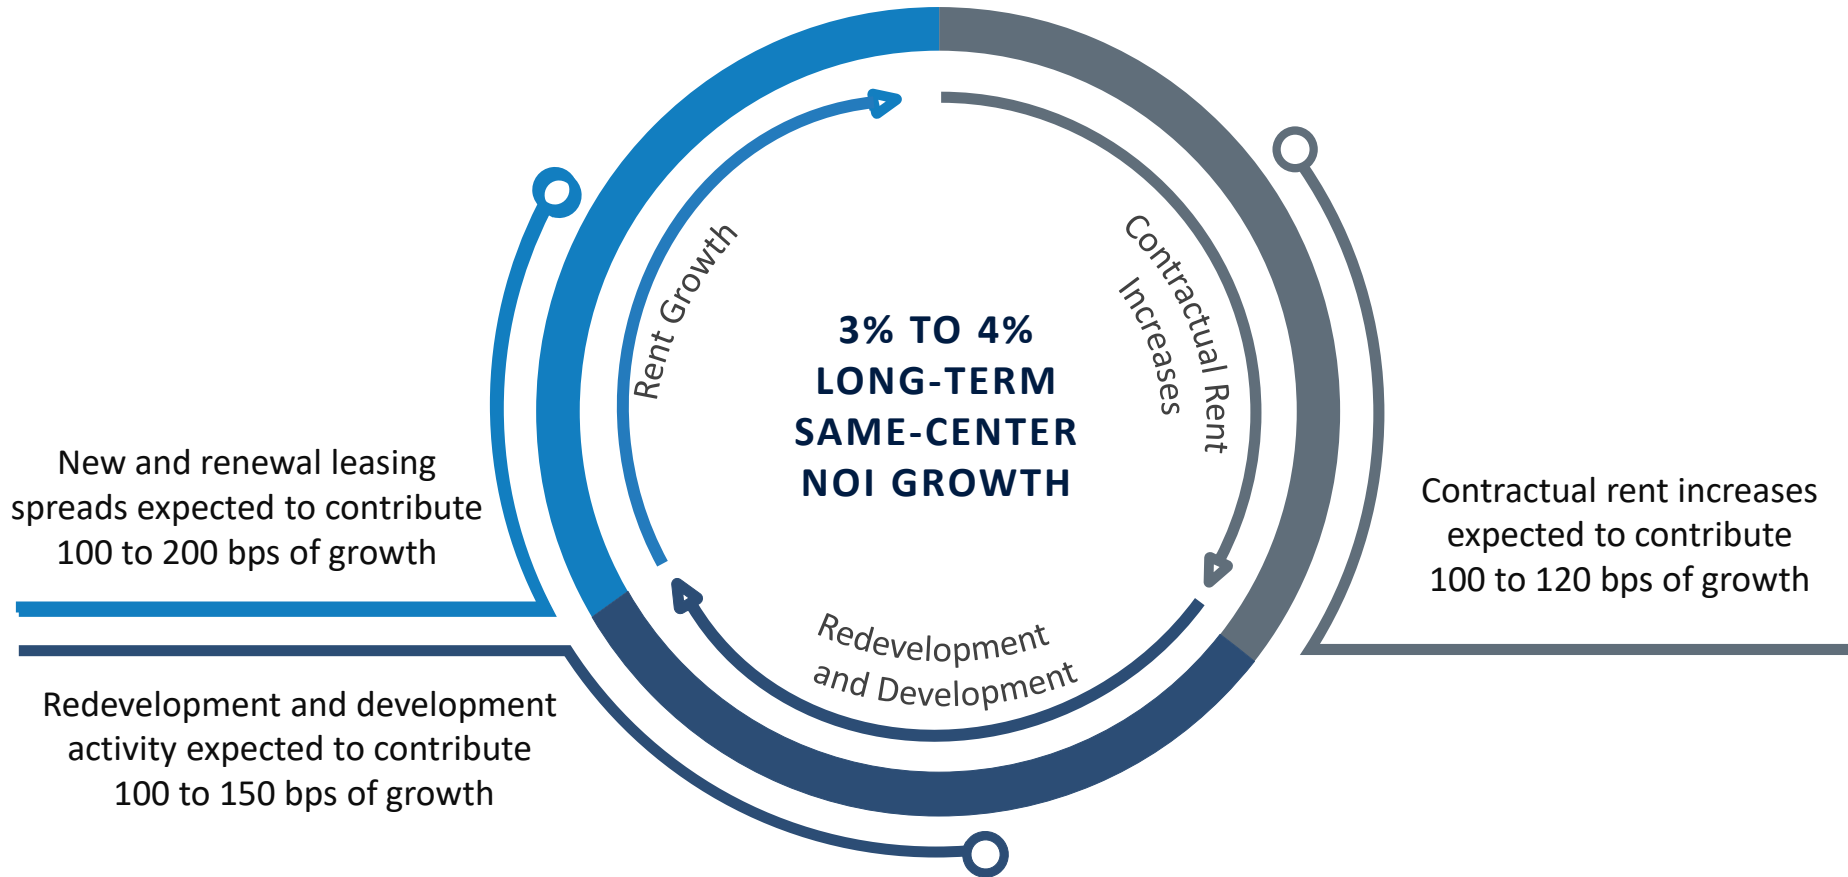 Rent Growth
Contractual Rent
Increases
3% TO 4%
LONG-TERM
SAME-CENTER
NOI GROWTH
Redevelopment
and Development
New and renewal leasing
spreads expected to contribute
100 to 200 bps of growth
Redevelopment and development
activity expected to contribute
100 to 150 bps of growth
Contractual rent increases
expected to contribute
100 to 120 bps of growth